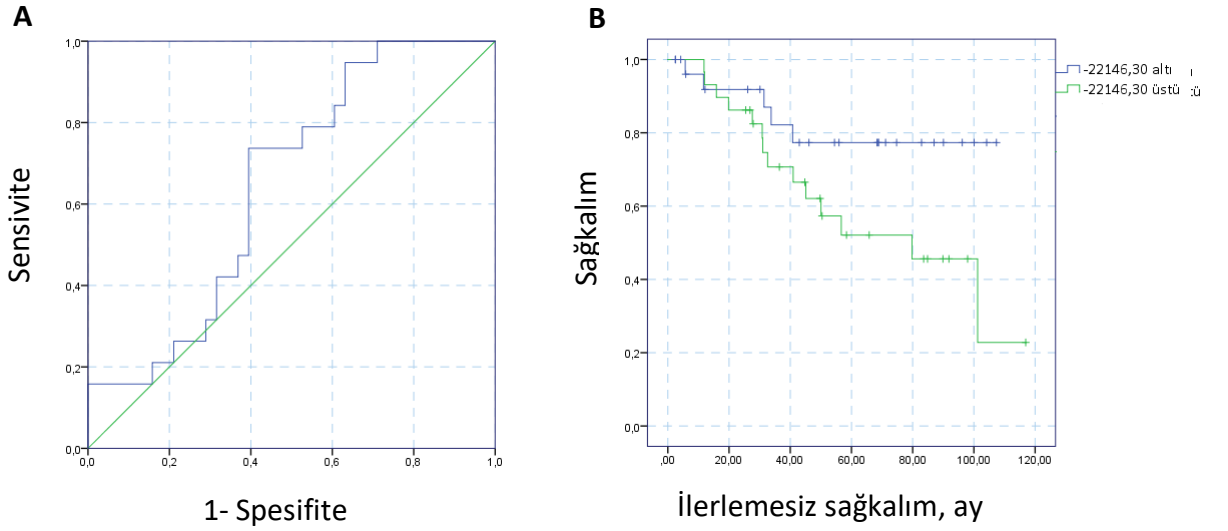 A
Sensivite
1,0
0,8
0,6
0,4
0,2
0,0
0,0 0,2 0,4 0,6 0,8 1,0
1- Spesifite
B
Sağkalım
1,0
0,8
0,6
0,4
0,2
0,0
,00 20,00 40,00 60,00 80,00 100,00 120,00
İlerlemesiz sağkalım, ay
-22146,30 altı
-22146,30 üstü